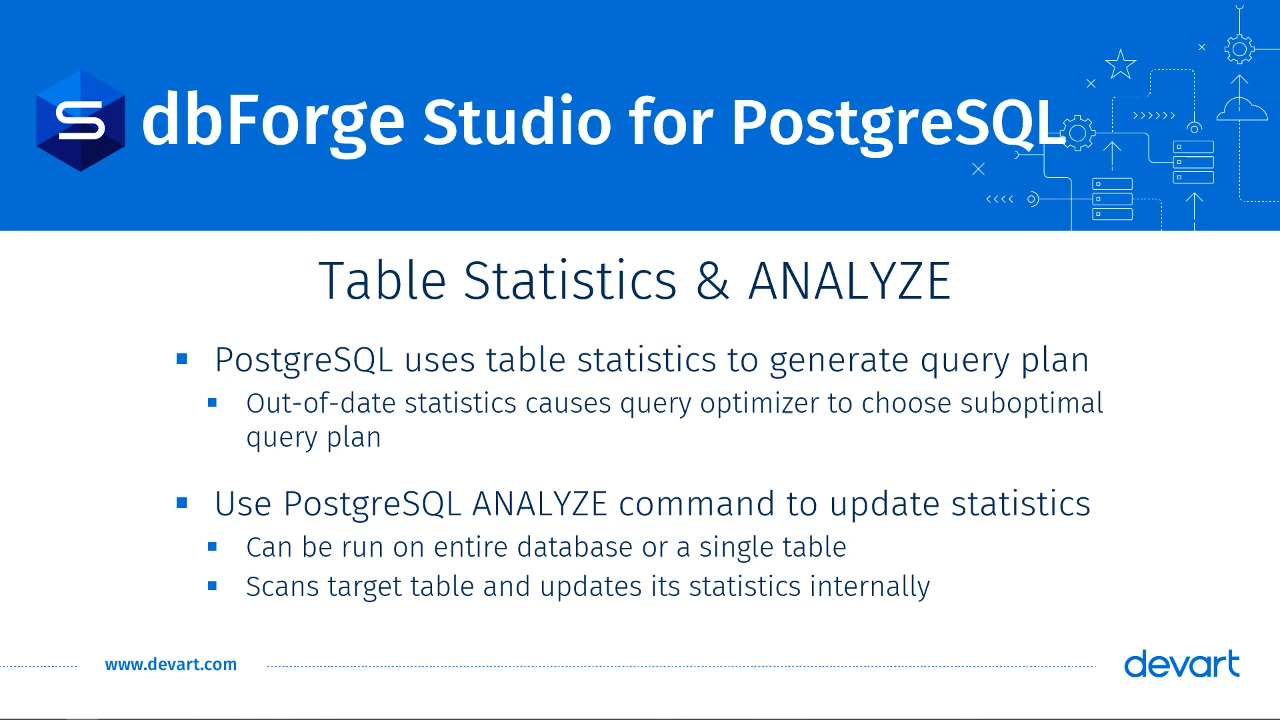 S dbForge Studio for PostgreSQL
Table Statistics & ANALYZE
PostgreSQL uses table statistics to generate query plan
Out-of-date statistics causes query optimizer to choose suboptimal
query plan
Use PostgreSQL ANALYZE command to update statistics
Can be run on entire database or a single table
Scans target table and updates its statistics internally
www.devart.com
devart